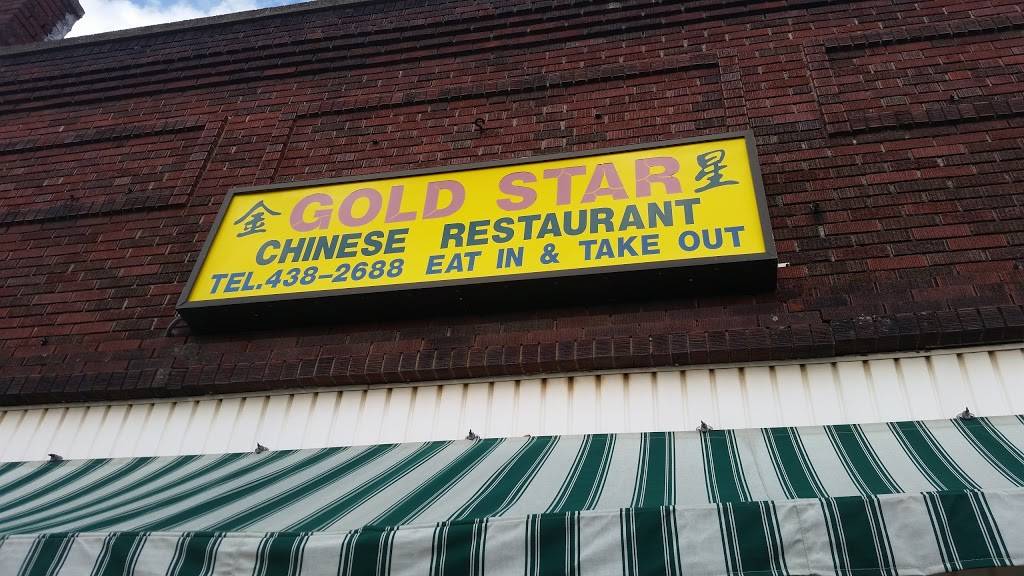 金 GOLD STAR 星
CHINESE RESTAURANT
TEL.438-2688 EAT IN & TAKE OUT